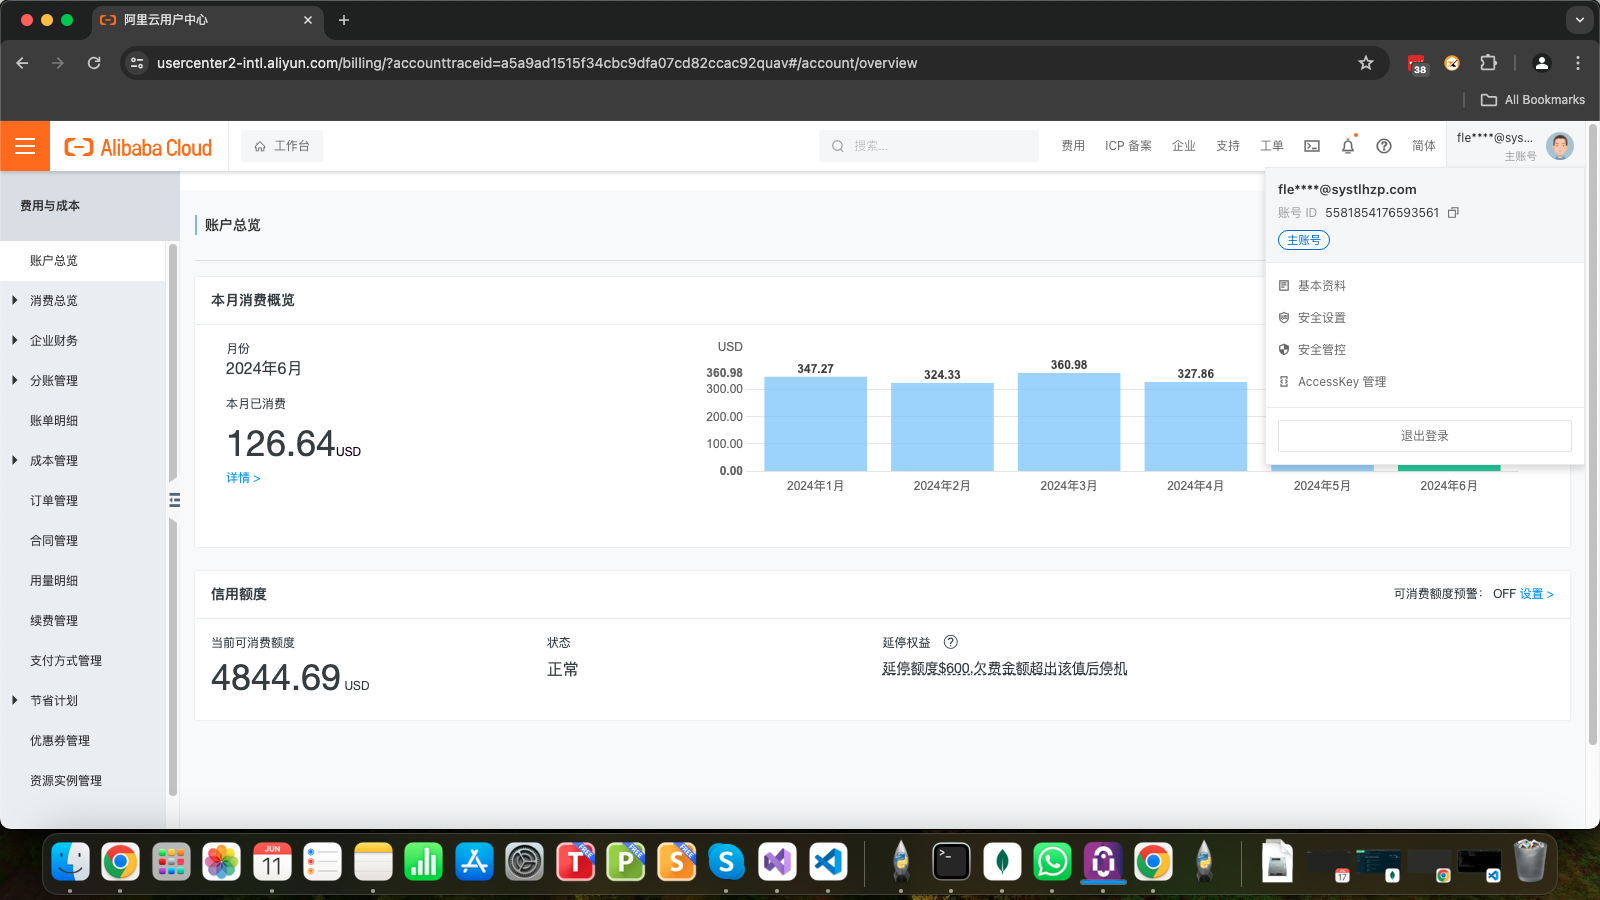 阿里云用户中心
usercenter2-intl.aliyun.com/billing/?accounttraceid=a5a9ad1515f34cbc9dfa07cd82ccac92quav#/account/overview
38
All Bookmarks
Alibaba Cloud
工作台
搜索...
费用
ICP 备案
企业
支持
工单
简体
fle****@sys...
主账号
fle****@systlhzp.com
账号 ID 5581854176593561
主账号
基本资料
安全设置
安全管控
AccessKey 管理
退出登录
费用与成本
账户总览
消费总览
企业财务
分账管理
账单明细
成本管理
订单管理
合同管理
用量明细
续费管理
支付方式管理
节省计划
优惠券管理
资源实例管理
账户总览
本月消费概览
月份
2024年6月
本月已消费
126.64USD
详情 >
USD
360.98
300.00
200.00
100.00
0.00
347.27
324.33
360.98
327.86
2024年1月
2024年2月
2024年3月
2024年4月
2024年5月
2024年6月
信用额度
可消费额度预警： OFF 设置 >
当前可消费额度
4844.69 USD
状态
正常
延停权益
延停额度$600,欠费金额超出该值后停机
JUN
11
T FREE
P FREE
S FREE
17